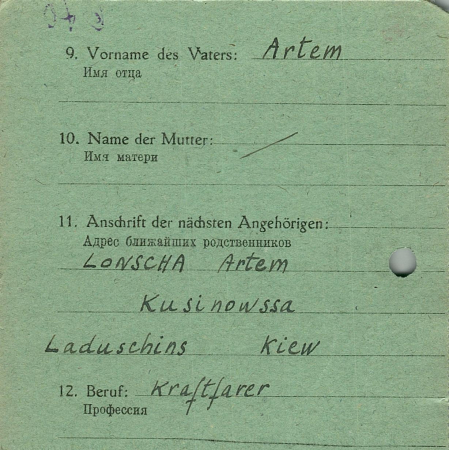 9. Vorname des Vaters: Artem
Имя отца
10. Name der Mutter: /
Имя матери
11. Anschrift der nächsten Angehörigen:
Адрес ближайших родственников
LONSCHA Artem
Kusinowssa
Laduschins Kiew
12. Beruf: Kraftfarer
Профессия